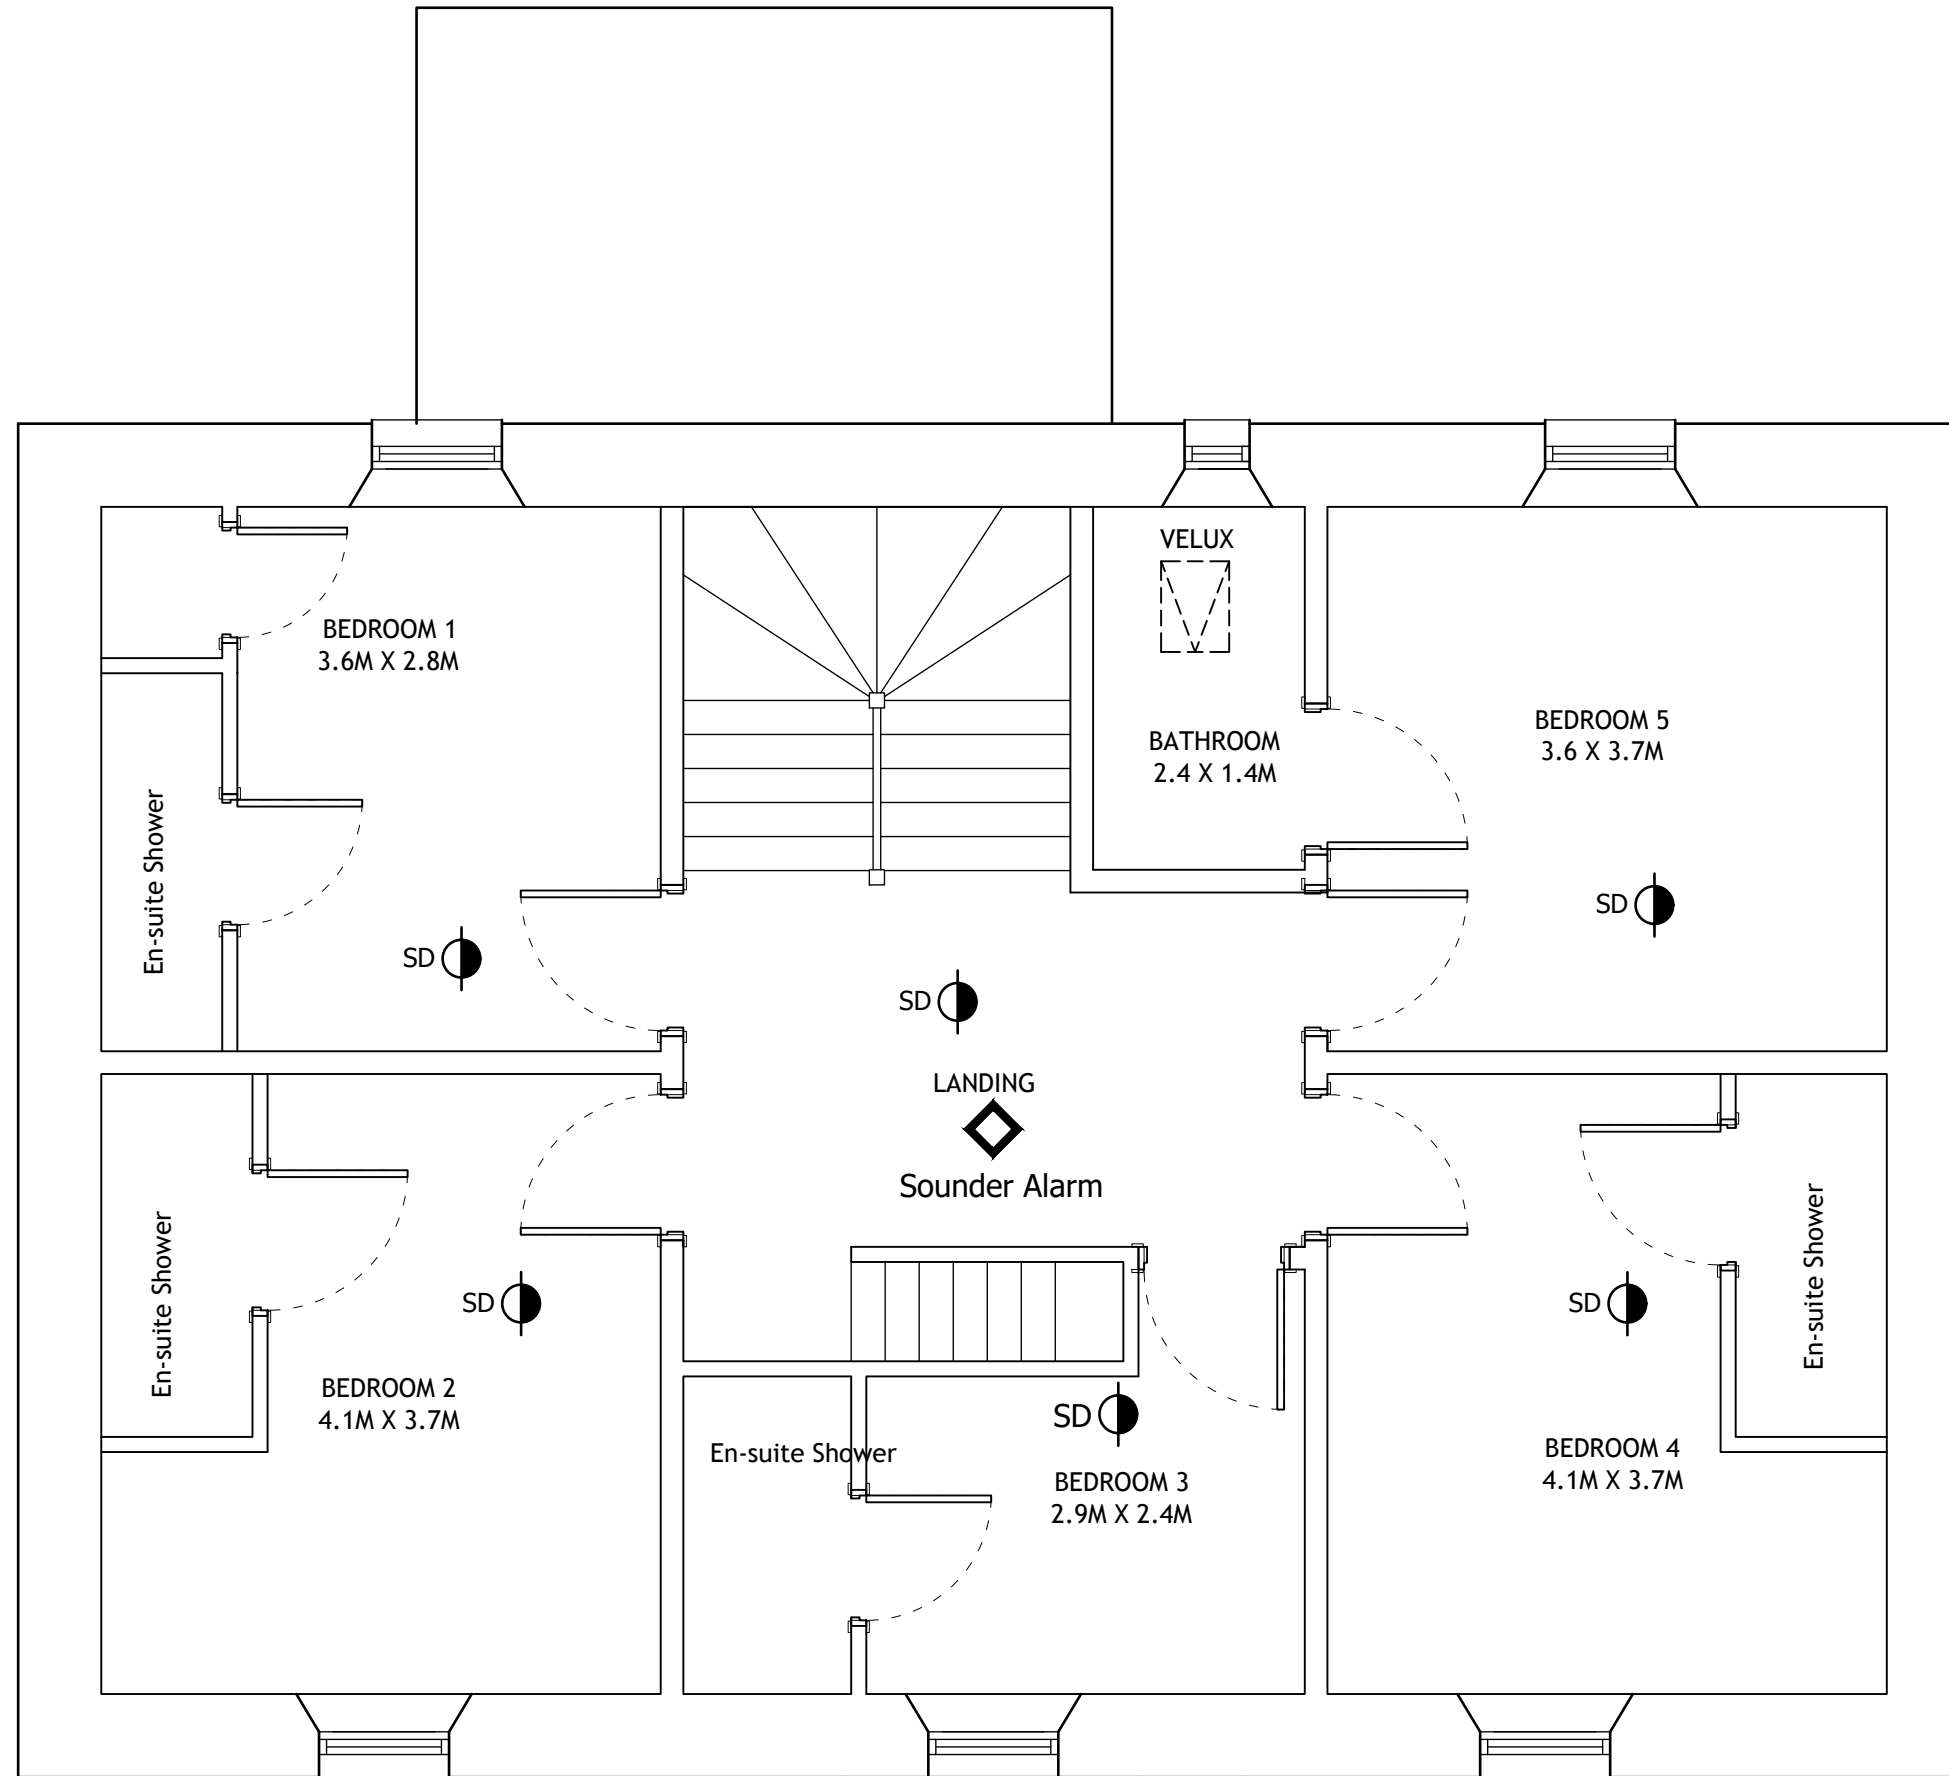 VELUX
BEDROOM 1
3.6M X 2.8M
BEDROOM 5
3.6 X 3.7M
BATHROOM
2.4 X 1.4M
En-suite Shower
SD
SD
SD
LANDING
Sounder Alarm
En-suite Shower
En-suite Shower
SD
SD
BEDROOM 2
4.1M X 3.7M
SD
En-suite Shower
BEDROOM 3
2.9M X 2.4M
BEDROOM 4
4.1M X 3.7M